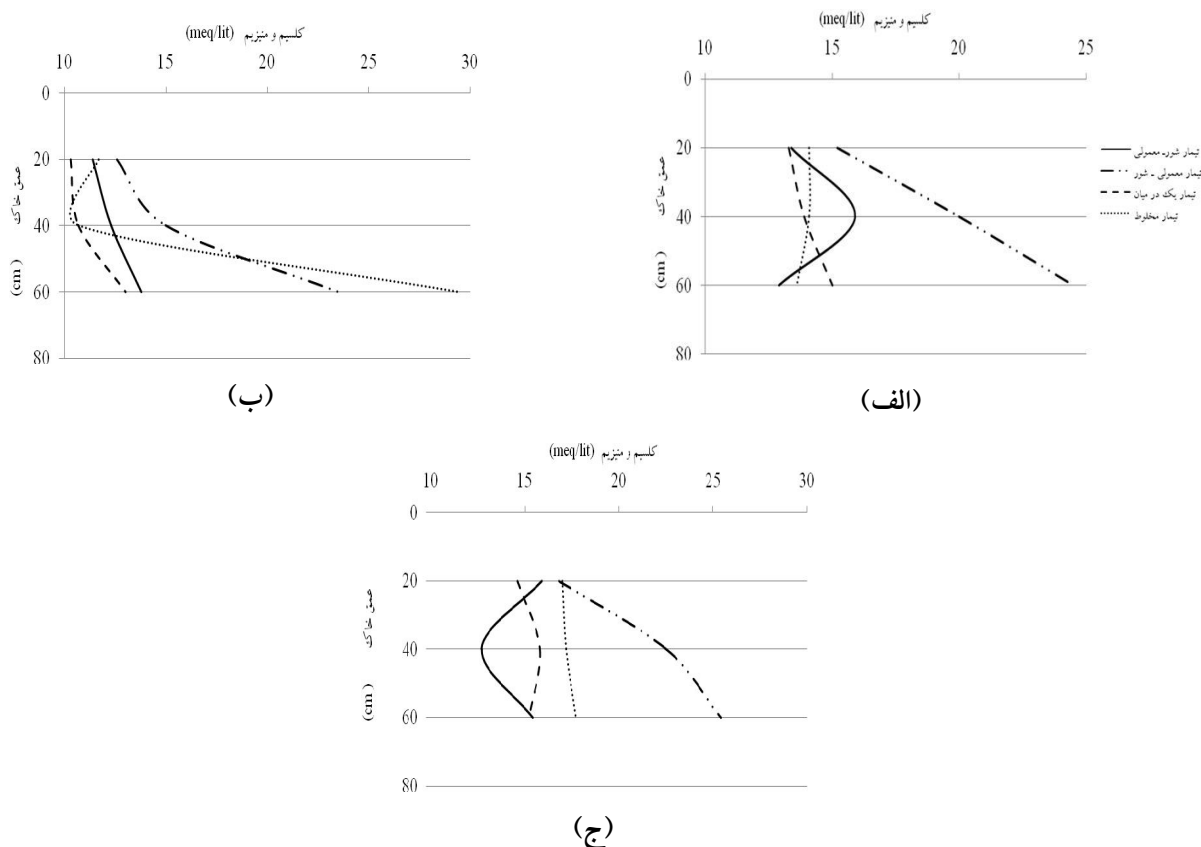 کلسیم و منیزیم (meq/lit)
10 15 20 25
0
20
40
60
80
عمق خاک
(cm)
تیمار شور- معمولی
تیمار معمولی - شور
تیمار یک در میان
تیمار مخلوط
(الف)
کلسیم و منیزیم (meq/lit)
10 15 20 25 30
0
20
40
60
80
عمق خاک
(cm)
(ب)
کلسیم و منیزیم (meq/lit)
10 15 20 25 30
0
20
40
60
80
عمق خاک
(cm)
(ج)